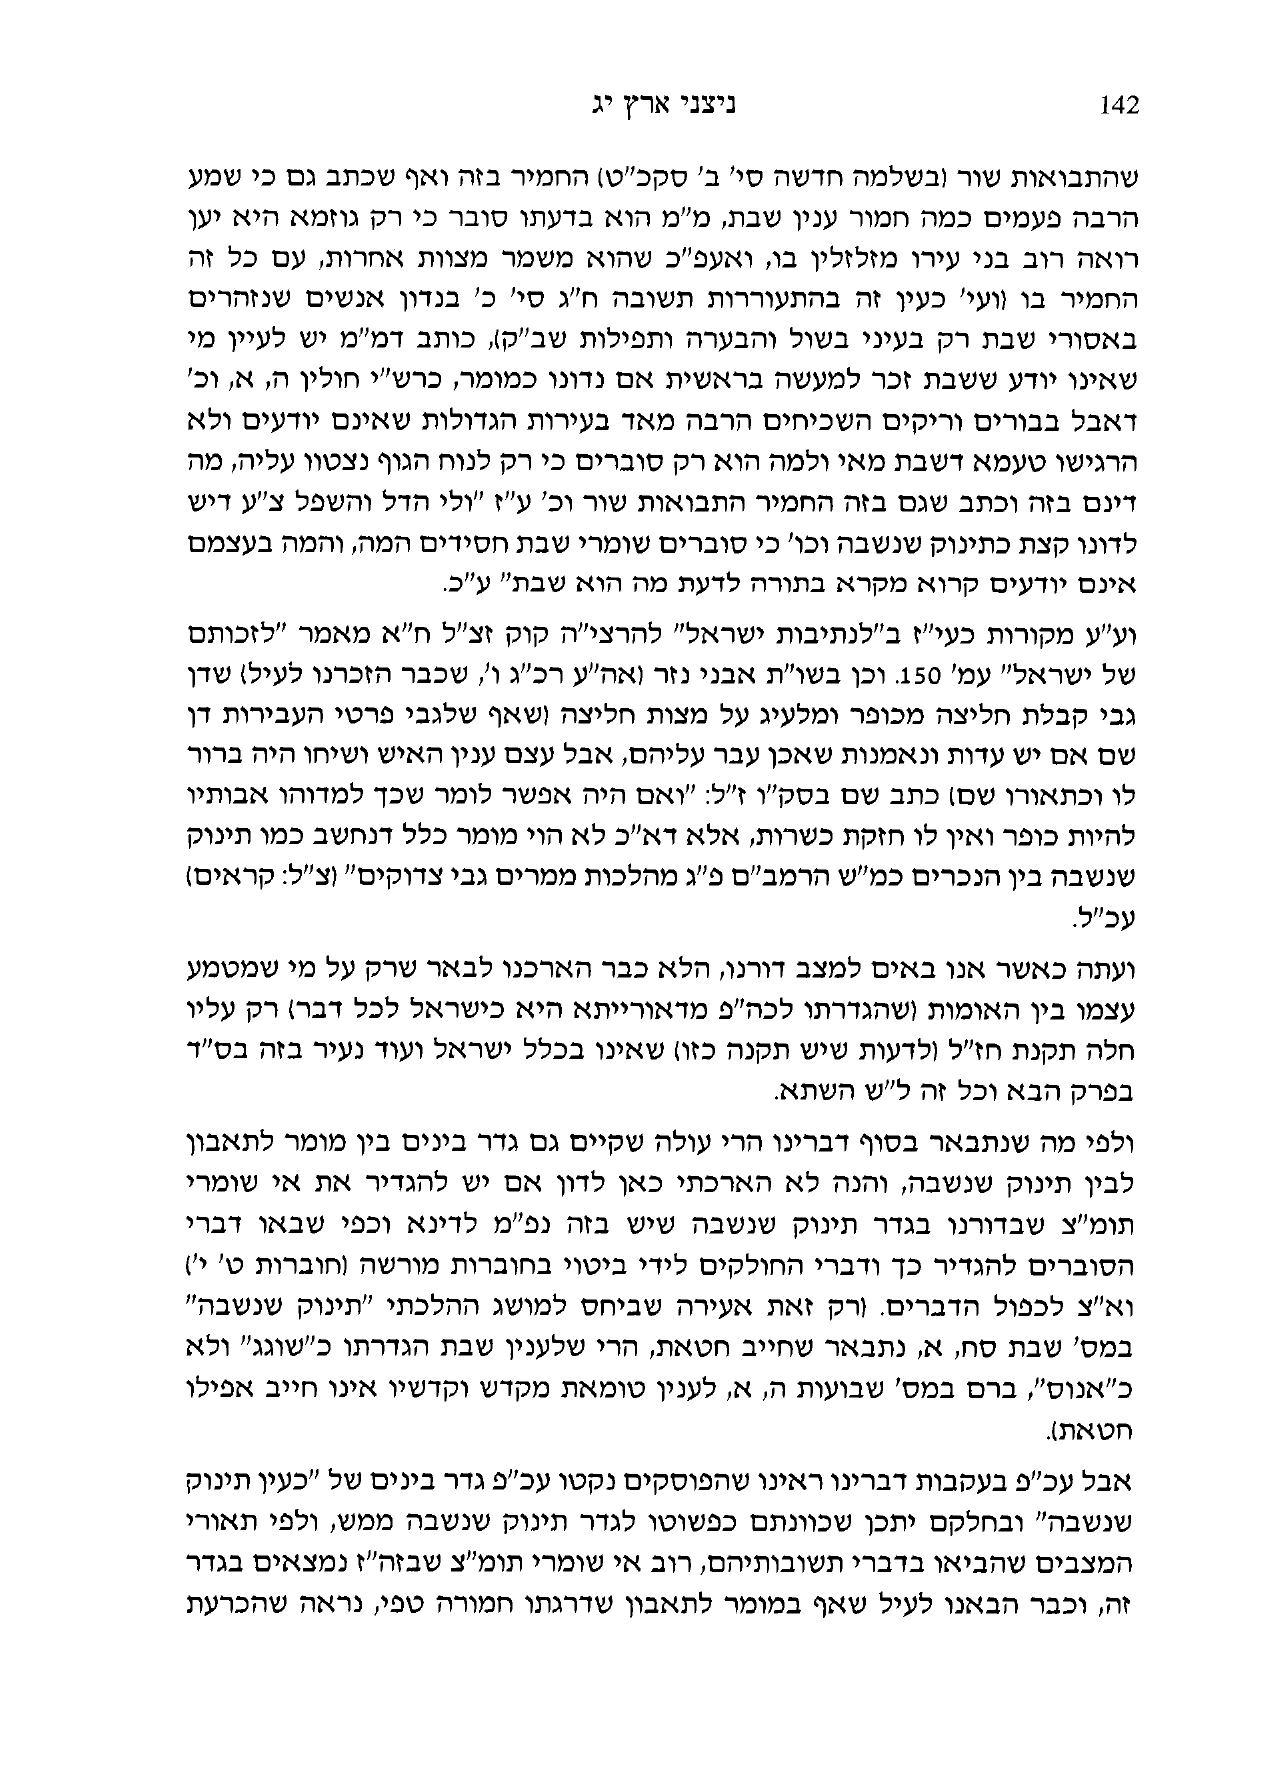 142
ניצני ארץ יג
שהתבואות שור (בשלמה חדשה סי' ב' סקכ"ט) החמיר בזה ואף שכתב גם כי שמע
הרבה פעמים כמה חמור ענין שבת, מ"מ הוא בדעתו סובר כי רק גוזמא היא יען
רואה רוב בני עירו מזלזלין בו, ואעפ"כ שהוא משמר מצוות אחרות, עם כל זה
החמיר בו (ועי' כעין זה בהתעוררות תשובה ח"ג סי' כ' בנדון אנשים שנזהרים
באסורי שבת רק בעיני בשול והבערה ותפילות שב"ק), כותב דמ"מ יש לעיין מי
שאינו יודע ששבת זכר למעשה בראשית אם נדונו כמומר, כרש"י חולין ה, א, וכ'
דאבל בבורים וריקים השכיחים הרבה מאד בעירות הגדולות שאינם יודעים ולא
הרגישו טעמא דשבת מאי ולמה הוא רק סוברים כי רק לנוח הגוף נצטוו עליה, מה
דינם בזה וכתב שגם בזה החמיר התבואות שור וכ' ע"ז "ולי הדל והשפל צ"ע דיש
לדונו קצת כתינוק שנשבה וכו' כי סוברים שומרי שבת חסידים המה, והמה בעצמם
אינם יודעים קרוא מקרא בתורה לדעת מה הוא שבת" ע"כ.
וע"ע מקורות כעי"ז ב"לנתיבות ישראל" להרצי"ה קוק זצ"ל ח"א מאמר "לזכותם
של ישראל" עמ' 150. וכן בשו"ת אבני נזר (אה"ע רכ"ג ו', שכבר הזכרנו לעיל) שדן
גבי קבלת חליצה מכופר ומלעיג על מצות חליצה (שאף שלגבי פרטי העבירות דן
שם אם יש עדות ונאמנות שאכן עבר עליהם, אבל עצם ענין האיש ושיחו היה ברור
לו וכתאורו שם) כתב שם בסק"ו ז"ל: "ואם היה אפשר לומר שכך למדוהו אבותיו
להיות כופר ואין לו חזקת כשרות, אלא דא"כ לא הוי מומר כלל דנחשב כמו תינוק
שנשבה בין הנכרים כמ"ש הרמב"ם פ"ג מהלכות ממרים גבי צדוקים" (צ"ל: קראים)
עכ"ל.
ועתה כאשר אנו באים למצב דורנו, הלא כבר הארכנו לבאר שרק על מי שמטמע
עצמו בין האומות (שהגדרתו לכה"פ מדאורייתא היא כישראל לכל דבר) רק עליו
חלה תקנת חז"ל (לדעות שיש תקנה כזו) שאינו בכלל ישראל ועוד נעיר בזה בס"ד
בפרק הבא וכל זה ל"ש השתא.
ולפי מה שנתבאר בסוף דברינו הרי עולה שקיים גם גדר בינים בין מומר לתאבון
לבין תינוק שנשבה, והנה לא הארכתי כאן לדון אם יש להגדיר את אי שומרי
תומ"צ שבדורנו בגדר תינוק שנשבה שיש בזה נפ"מ לדינא וכפי שבאו דברי
הסוברים להגדיר כך ודברי החולקים לידי ביטוי בחוברות מורשה (חוברות ט' י')
וא"צ לכפול הדברים. (רק זאת אעירה שביחס למושג ההלכתי "תינוק שנשבה"
במס' שבת סח, א, נתבאר שחייב חטאת, הרי שלענין שבת הגדרתו כ"שוגג" ולא
כ"אנוס", ברם במס' שבועות ה, א, לענין טומאת מקדש וקדשיו אינו חייב אפילו
חטאת).
אבל עכ"פ בעקבות דברינו ראינו שהפוסקים נקטו עכ"פ גדר בינים של "כעין תינוק
שנשבה" ובחלקם יתכן שכוונתם כפשוטו לגדר תינוק שנשבה ממש, ולפי תאורי
המצבים שהביאו בדברי תשובותיהם, רוב אי שומרי תומ"צ שבזה"ז נמצאים בגדר
זה, וכבר הבאנו לעיל שאף במומר לתאבון שדרגתו חמורה טפי, נראה שהכרעת